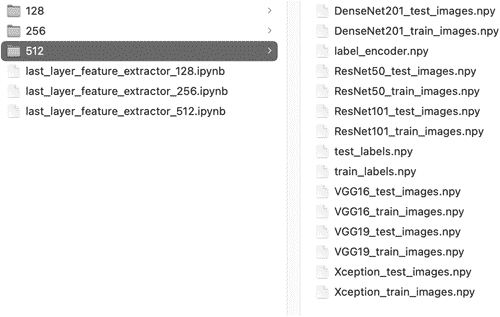 128
256
512
last_layer_feature_extractor_128.ipynb
last_layer_feature_extractor_256.ipynb
last_layer_feature_extractor_512.ipynb
DenseNet201_test_images.npy
DenseNet201_train_images.npy
label_encoder.npy
ResNet50_test_images.npy
ResNet50_train_images.npy
ResNet101_test_images.npy
ResNet101_train_images.npy
test_labels.npy
train_labels.npy
VGG16_test_images.npy
VGG16_train_images.npy
VGG19_test_images.npy
VGG19_train_images.npy
Xception_test_images.npy
Xception_train_images.npy